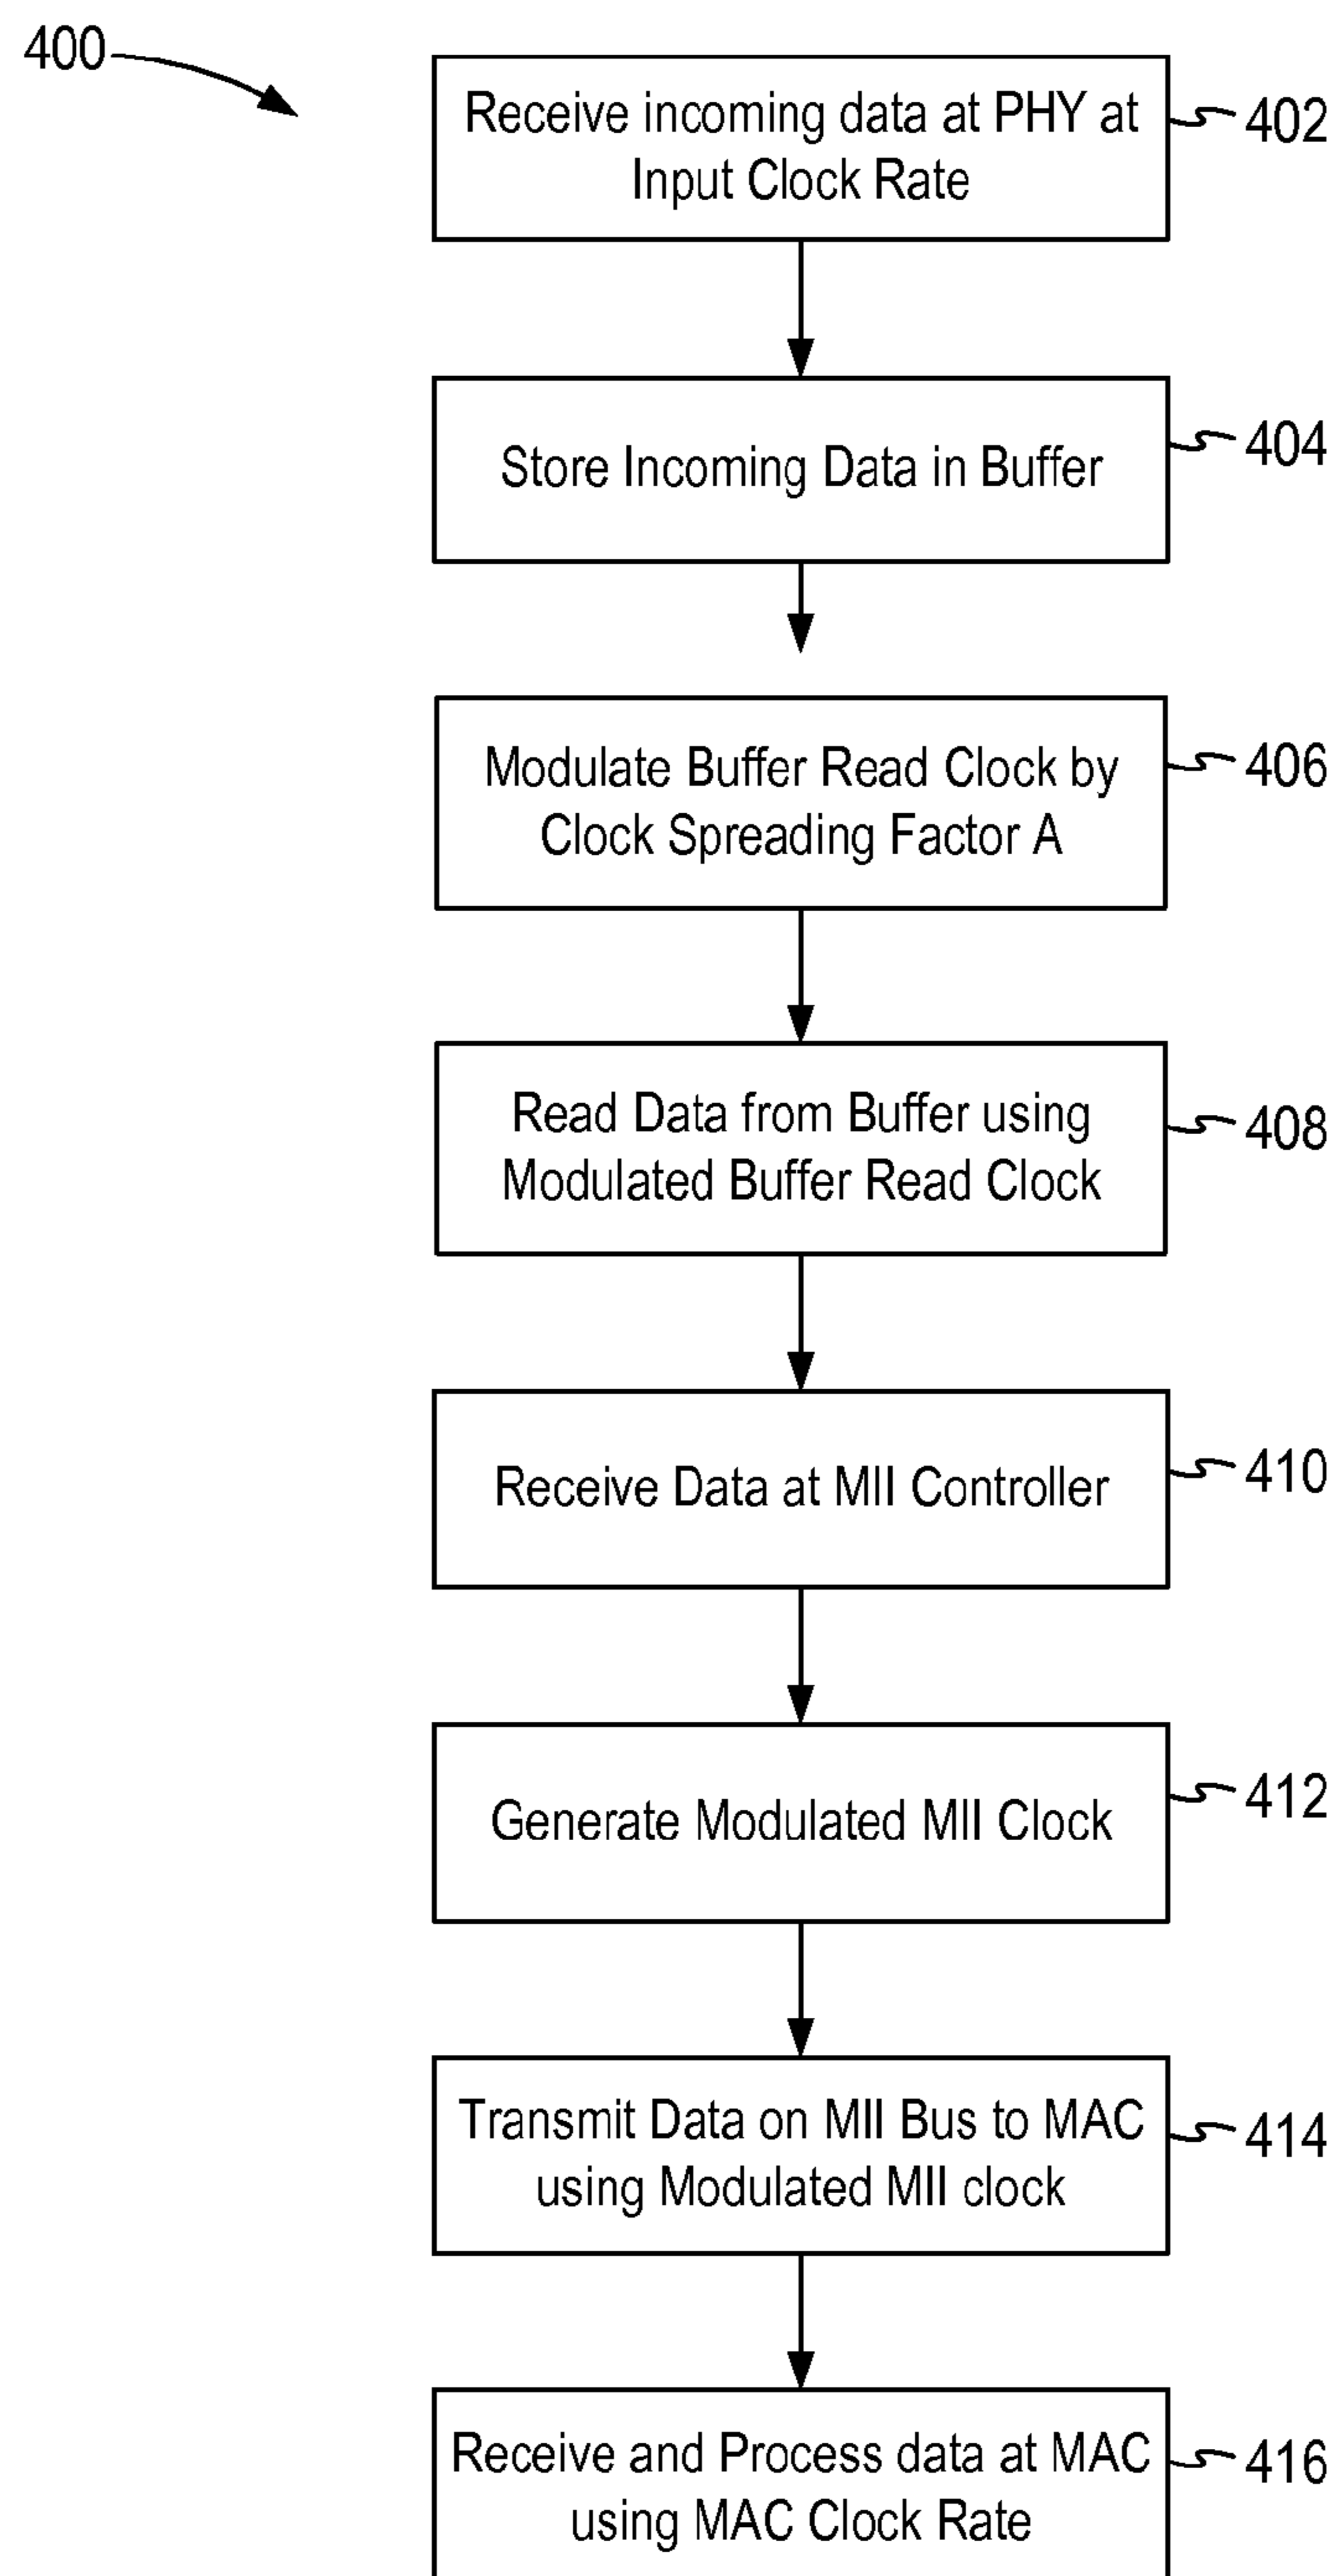 400
Receive incoming data at PHY at
Input Clock Rate
402
Store Incoming Data in Buffer
404
Modulate Buffer Read Clock by
Clock Spreading Factor A
406
Read Data from Buffer using
Modulated Buffer Read Clock
408
Receive Data at MII Controller
410
Generate Modulated MII Clock
412
Transmit Data on MII Bus to MAC
using Modulated MII clock
414
Receive and Process data at MAC
using MAC Clock Rate
416